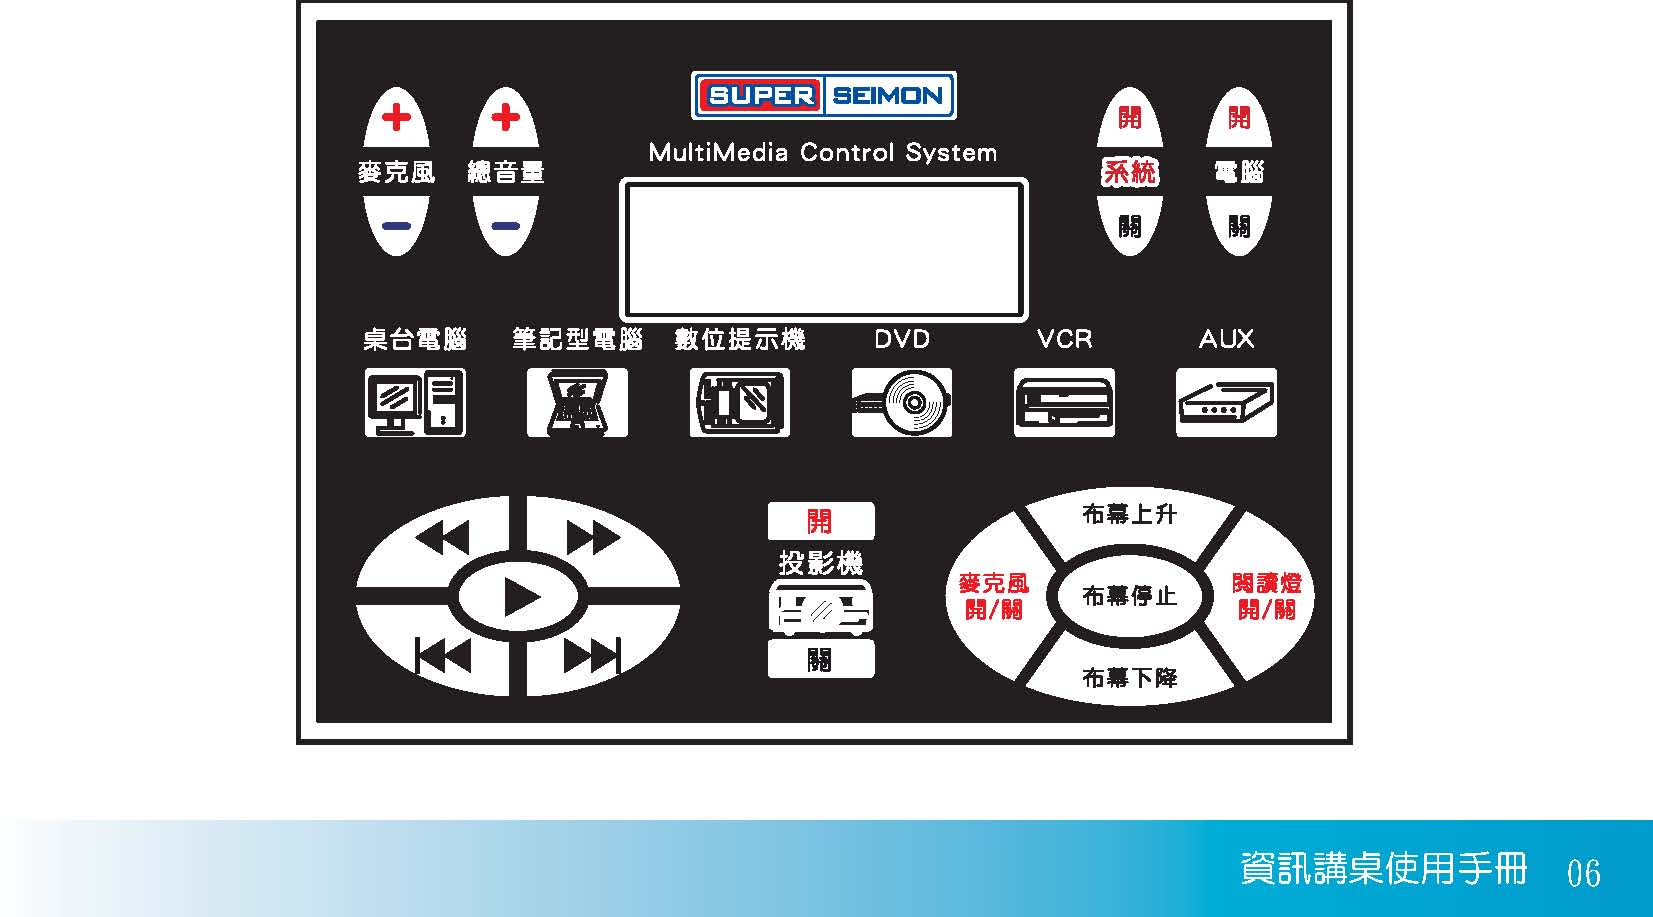 SUPER SEIMON
MultiMedia Control System
+ + 開 開
麥克風 總音量 系統 電腦
- - 關 關
桌台電腦 筆記型電腦 數位提示機 DVD VCR AUX
開
投影機
關
布幕上升
麥克風
開/關
布幕停止
閱讀燈
開/關
布幕下降
資訊講桌使用手冊 06